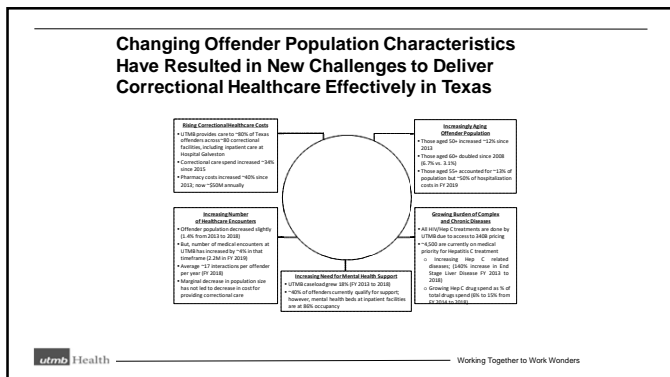 Changing Offender Population Characteristics
Have Resulted in New Challenges to Deliver
Correctional Healthcare Effectively in Texas
Rising Correctional Healthcare Costs
▪ UTMB provides care to ~80% of Texas
offenders across ~80 correctional
facilities, including inpatient care at
Hospital Galveston
▪ Correctional care spend increased ~34%
since 2015
▪ Pharmacy costs increased ~40% since
2013; now ~$50M annually
Increasingly Aging
Offender Population
▪ Those aged 50+ increased ~12% since
2013
▪ Those aged 60+ doubled since 2008
(6.7% vs. 3.1%)
▪ Those aged 55+ accounted for ~13% of
population but ~50% of hospitalization
costs in FY 2019
Increasing Number
of Healthcare Encounters
▪ Offender population decreased slightly
(1.4% from 2013 to 2018)
▪ But, number of medical encounters at
UTMB has increased by ~4% in that
timeframe (2.2M in FY 2019)
▪ Average ~17 interactions per offender
per year (FY 2018)
▪ Marginal decrease in population size
has not led to decrease in cost for
providing correctional care
Growing Burden of Complex
and Chronic Diseases
▪ All HIV/Hep C treatments are done by
UTMB due to access to 340B pricing
▪ ~4,500 are currently on medical
priority for Hepatitis C treatment
o Increasing Hep C related
diseases; (140% increase in End
Stage Liver Disease FY 2013 to
2018)
o Growing Hep C drug spend as % of
total drugs spend (6% to 15% from
FY 2014 to 2018)
Increasing Need for Mental Health Support
▪ UTMB caseload grew 18% (FY 2013 to 2018)
▪ ~40% of offenders currently qualify for support;
however, mental health beds at inpatient facilities
are at 86% occupancy
utmb Health
Working Together to Work Wonders